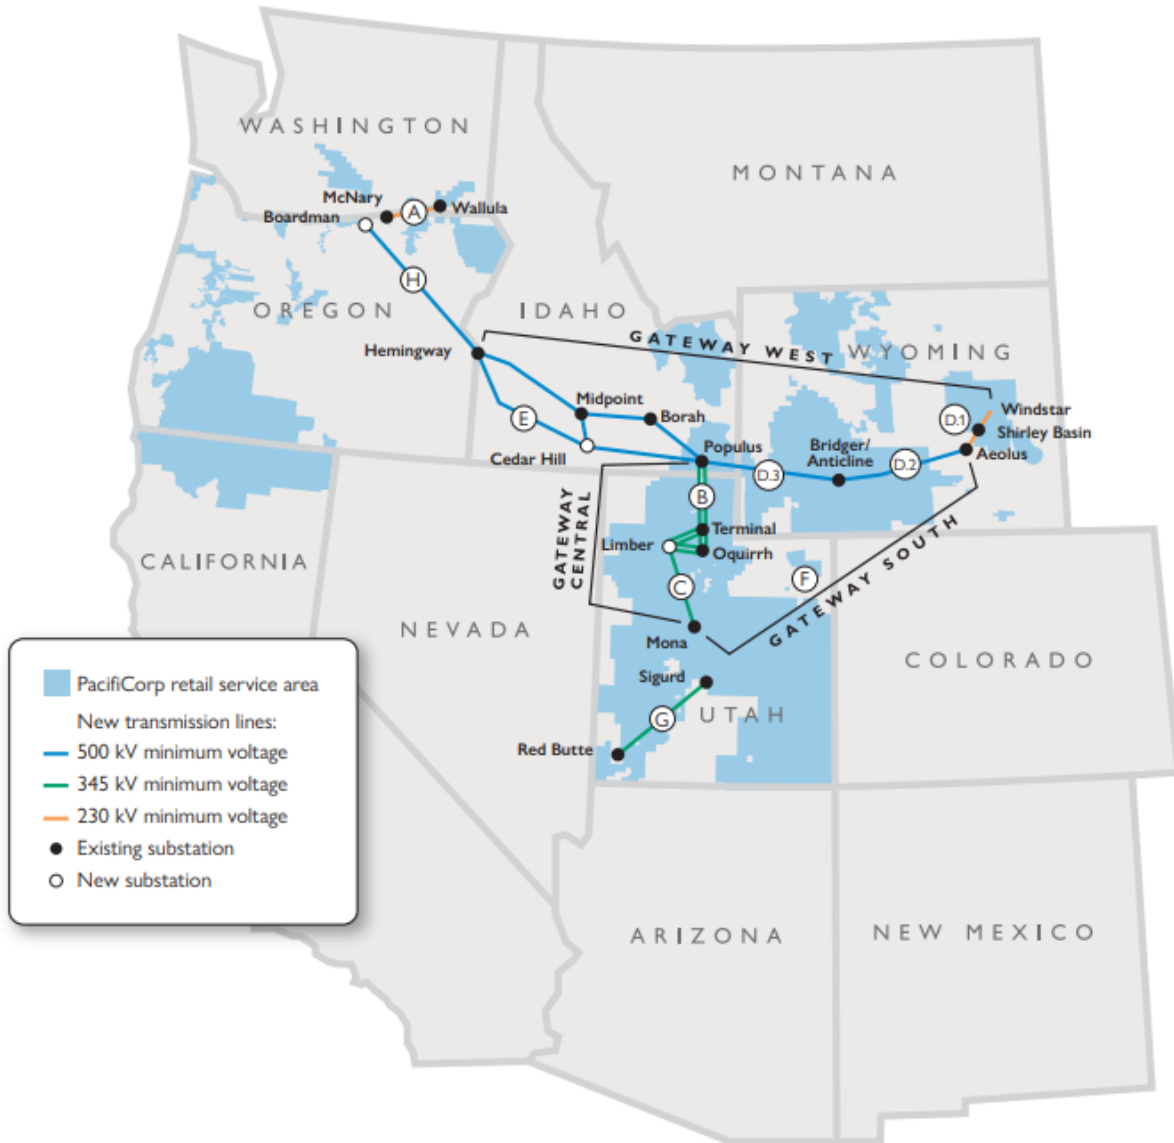 WASHINGTON
MONTANA
McNary
A
Wallula
Boardman
H
OREGON
IDAHO
GATEWAY WEST
WYOMING
Hemingway
Midpoint
Borah
E
D.1
Windstar
Shirley Basin
Aeolus
Cedar Hill
Populus
Bridger/
Anticline
D.2
D.3
B
GATEWAY
CENTRAL
Terminal
Limber
Oquirrh
GATEWAY SOUTH
CALIFORNIA
C
F
NEVADA
Mona
COLORADO
Sigurd
G
UTAH
Red Butte
PacifiCorp retail service area
New transmission lines:
500 kV minimum voltage
345 kV minimum voltage
230 kV minimum voltage
Existing substation
New substation
ARIZONA
NEW MEXICO